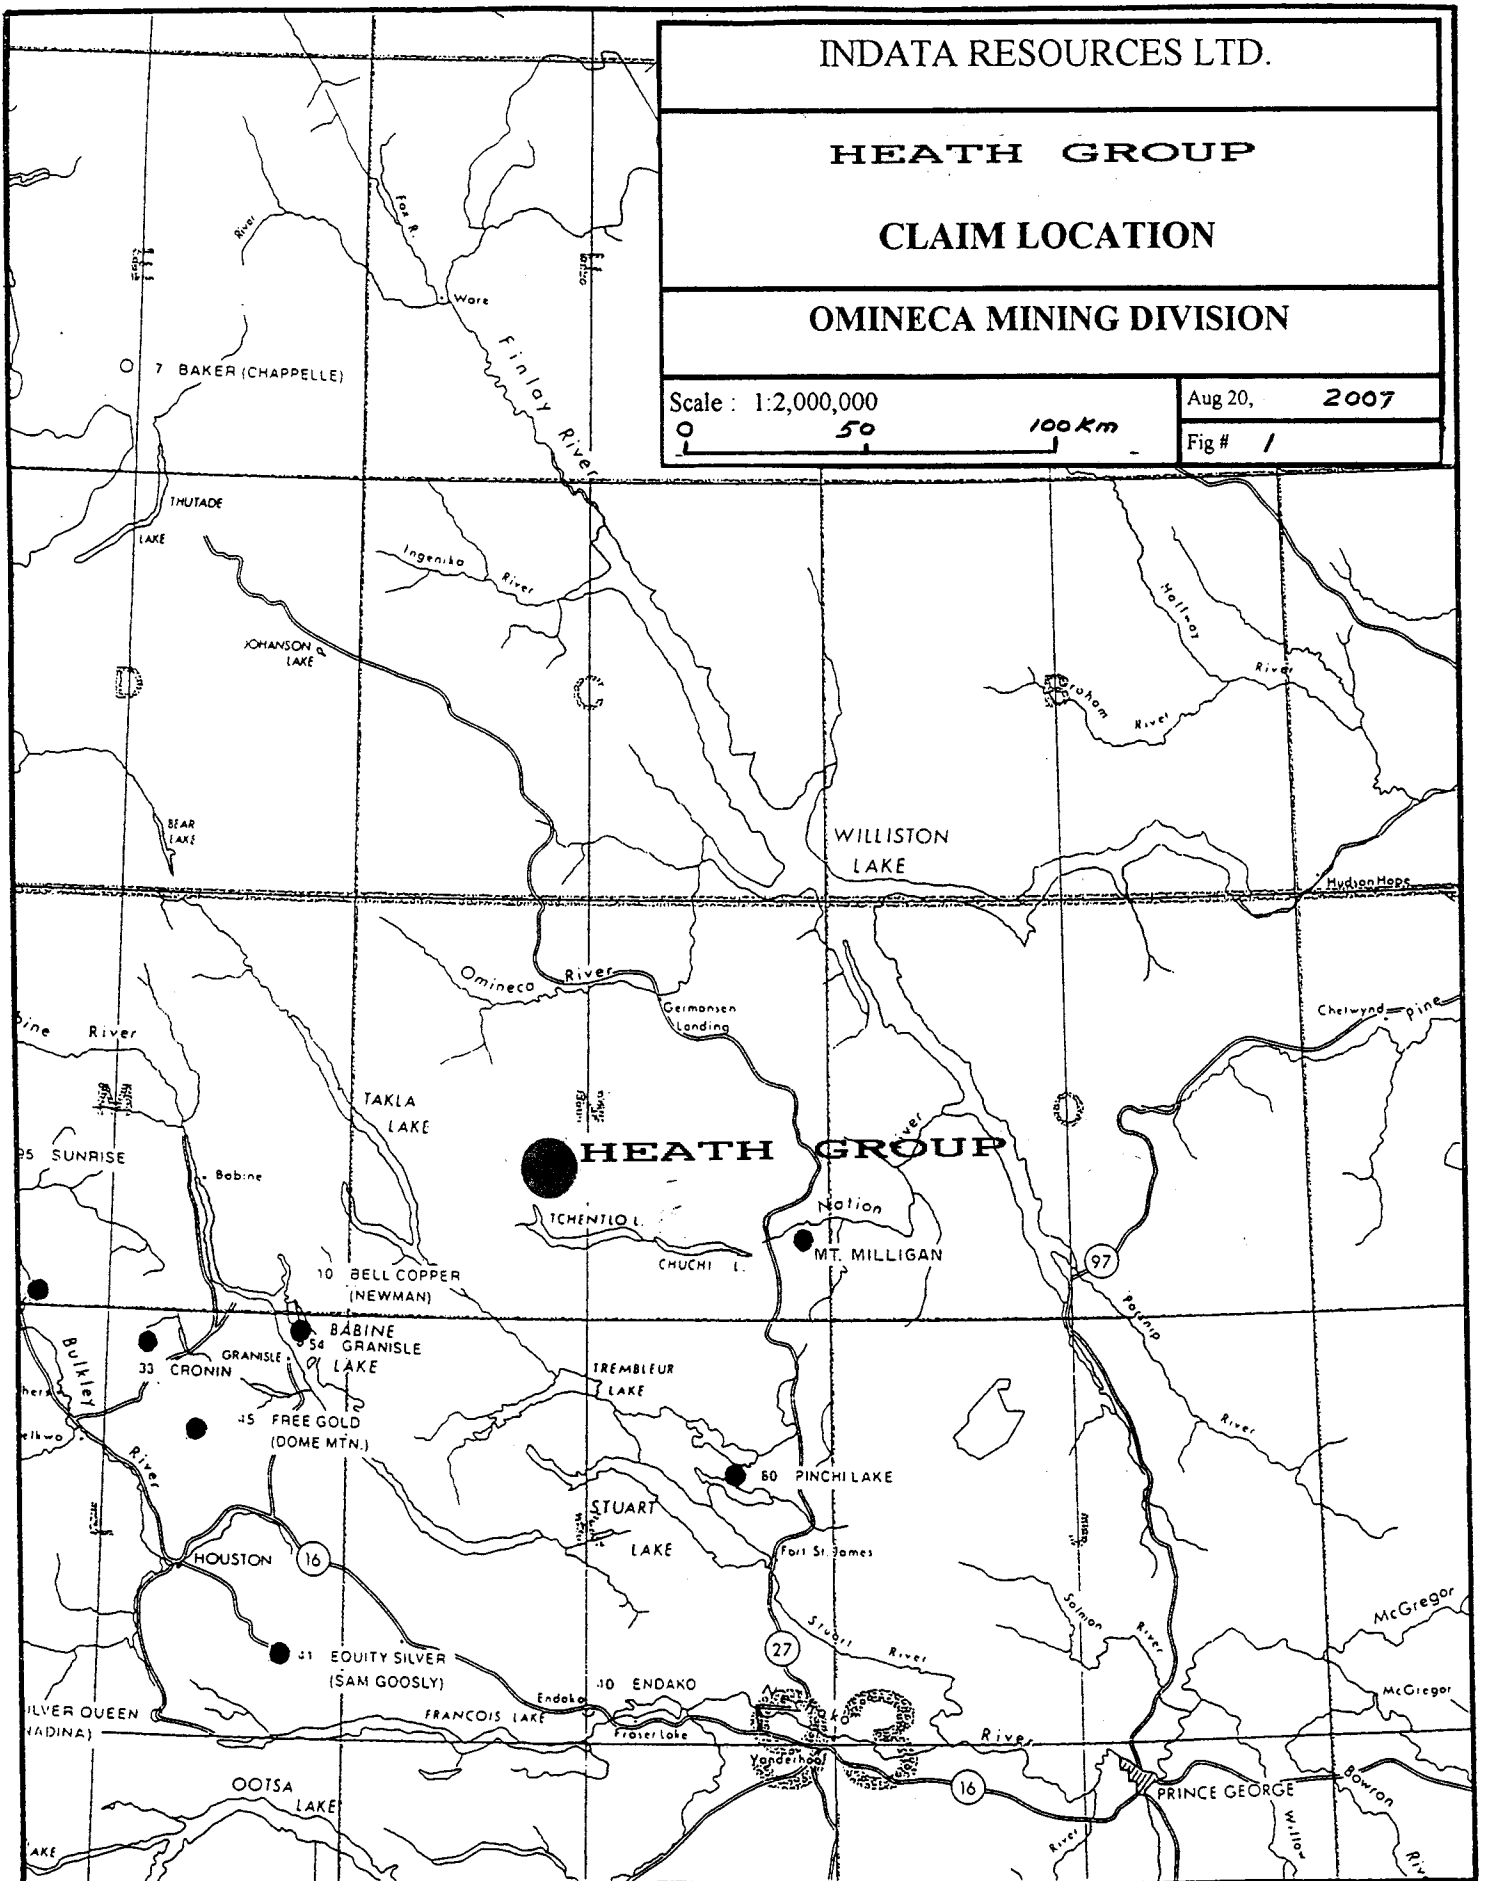 INDATA RESOURCES LTD.
HEATH GROUP
CLAIM LOCATION
OMINECA MINING DIVISION
Scale : 1:2,000,000
0 50 100 Km
Aug 20, 2007
Fig # 1
Fox R.
River
Ware
Finlay
River
7 BAKER (CHAPPELLE)
THUTADE
LAKE
Ingenika
River
JOHANSON
LAKE
Halfway
River
Graham
River
BEAR
LAKE
WILLISTON
LAKE
Hudson Hope
Omineca River
Germansen
Landing
Chetwynd
Pine
River
TAKLA
LAKE
SUNRISE
Babine
HEATH GROUP
TCHENTLO L.
CHUCHI L.
Nation
MT. MILLIGAN
97
10 BELL COPPER
(NEWMAN)
Parsnip
River
BABINE
54 GRANISLE
LAKE
GRANISLE
33 CRONIN
Bulkley
River
45 FREE GOLD
(DOME MTN.)
TREMBLEUR
LAKE
60 PINCHI LAKE
STUART
LAKE
Fort St. James
HOUSTON
16
Stuart
River
Salmon
River
McGregor
27
EQUITY SILVER
(SAM GOOSLY)
ENDAKO
Endako
McGregor
FRANCOIS LAKE
Fraser Lake
Vanderhoof
River
16
PRINCE GEORGE
Bowron
Willow
River
OOTSA
LAKE